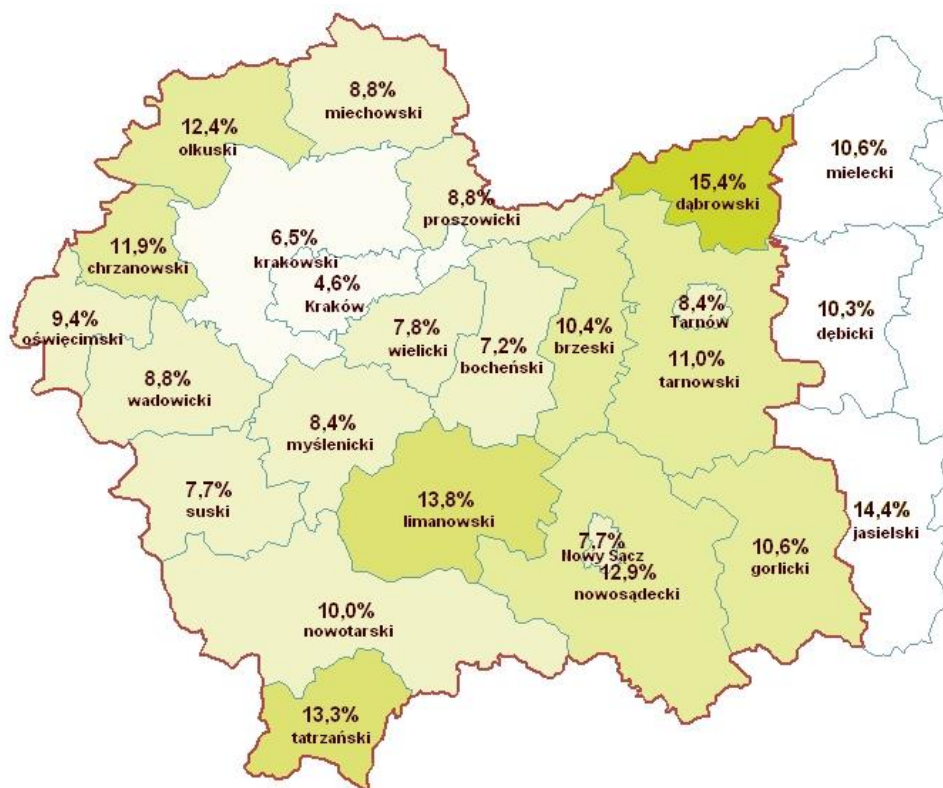 8,8%
miechowski
12,4%
olkuski
10,6%
mielecki
15,4%
dąbrowski
8,8%
proszowicki
11,9%
chrzanowski
6,5%
krakowski
4,6%
Kraków
9,4%
oświęcimski
7,8%
wielicki
7,2%
bocheński
10,4%
brzeski
8,4%
Tarnów
11,0%
tarnowski
10,3%
dębicki
8,8%
wadowicki
8,4%
myślenicki
7,7%
suski
13,8%
limanowski
7,7%
Nowy Sącz
12,9%
nowosądecki
10,6%
gorlicki
14,4%
jasielski
10,0%
nowotarski
13,3%
tatrzański